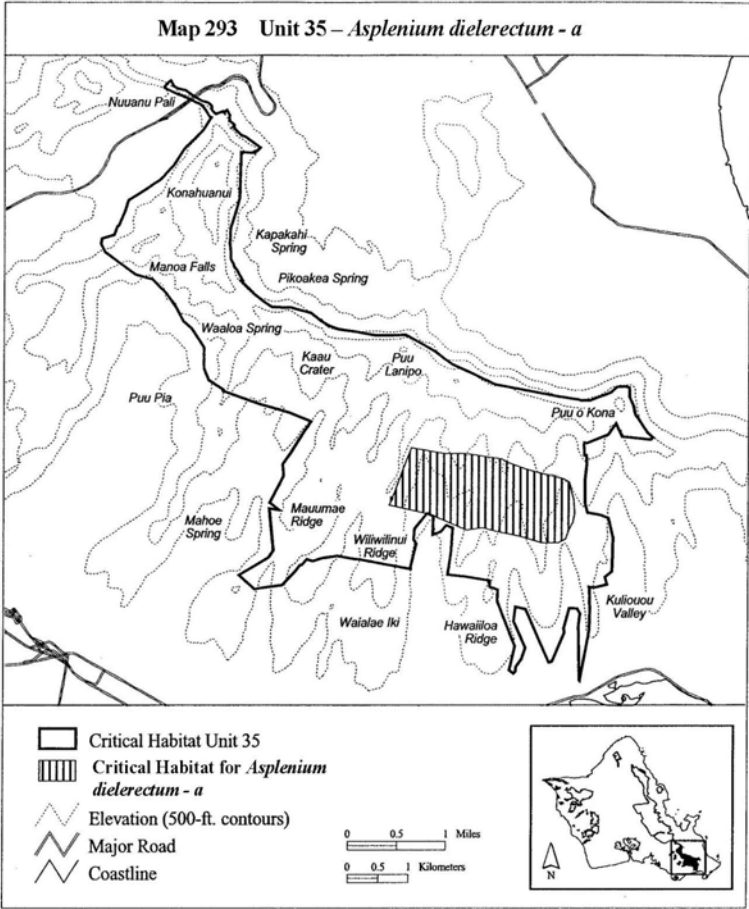 Map 293 Unit 35 – Asplenium dielerectum - a
Nuuanu Pali
Konahuanui
Kapakahi
Spring
Manoa Falls
Pikoakea Spring
Waaloa Spring
Kaau
Crater
Puu
Lanipo
Puu Pia
Puu o Kona
Mauumae
Ridge
Mahoe
Spring
Wiliwilinui
Ridge
Kuliouou
Valley
Waialae Iki
Hawaiiloa
Ridge
Critical Habitat Unit 35
Critical Habitat for Asplenium
dielerectum - a
Elevation (500-ft. contours)
Major Road
Coastline
0 0.5 1 Miles
0 0.5 1 Kilometers
N